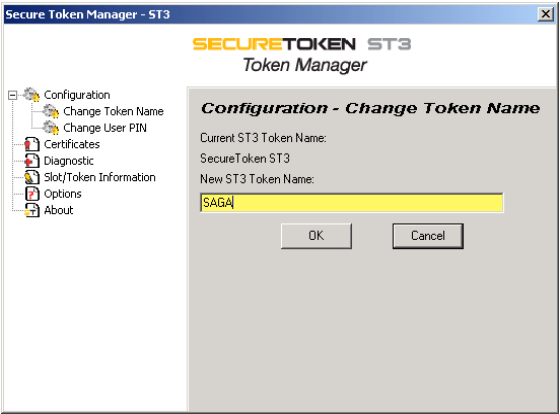 Secure Token Manager - ST3
SECURETOKEN ST3
Token Manager
Configuration
Change Token Name
Change User PIN
Certificates
Diagnostic
Slot/Token Information
Options
About
Configuration - Change Token Name
Current ST3 Token Name:
SecureToken ST3
New ST3 Token Name:
SAGA
OK
Cancel